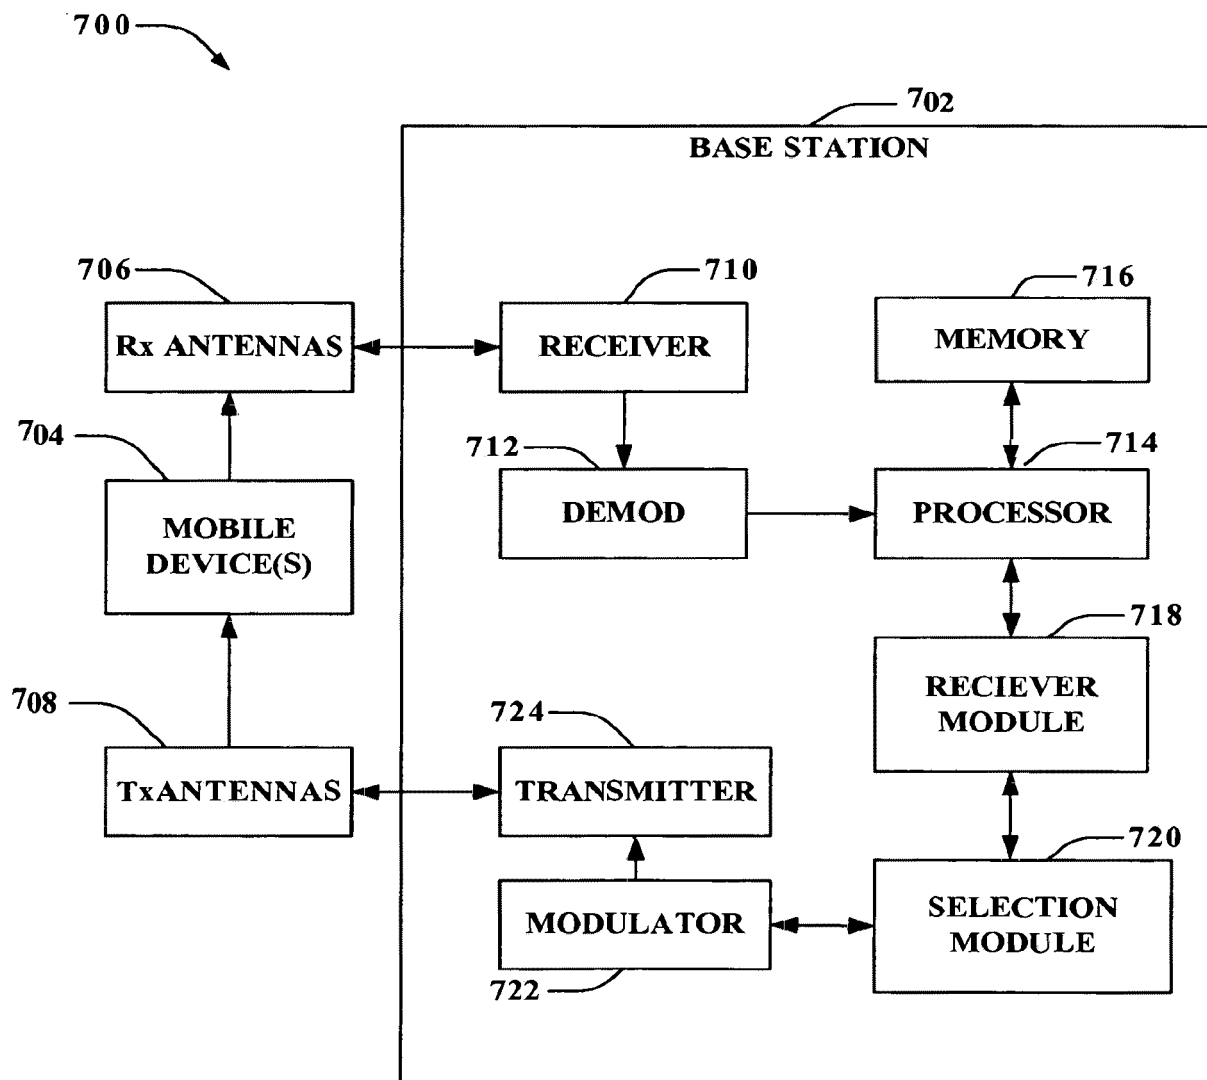 700
702
BASE STATION
706
710
716
Rx ANTENNAS
RECEIVER
MEMORY
704
712
714
MOBILE
DEVICE(S)
DEMOD
PROCESSOR
718
708
724
RECIEVER
MODULE
TxANTENNAS
TRANSMITTER
720
MODULATOR
SELECTION
MODULE
722